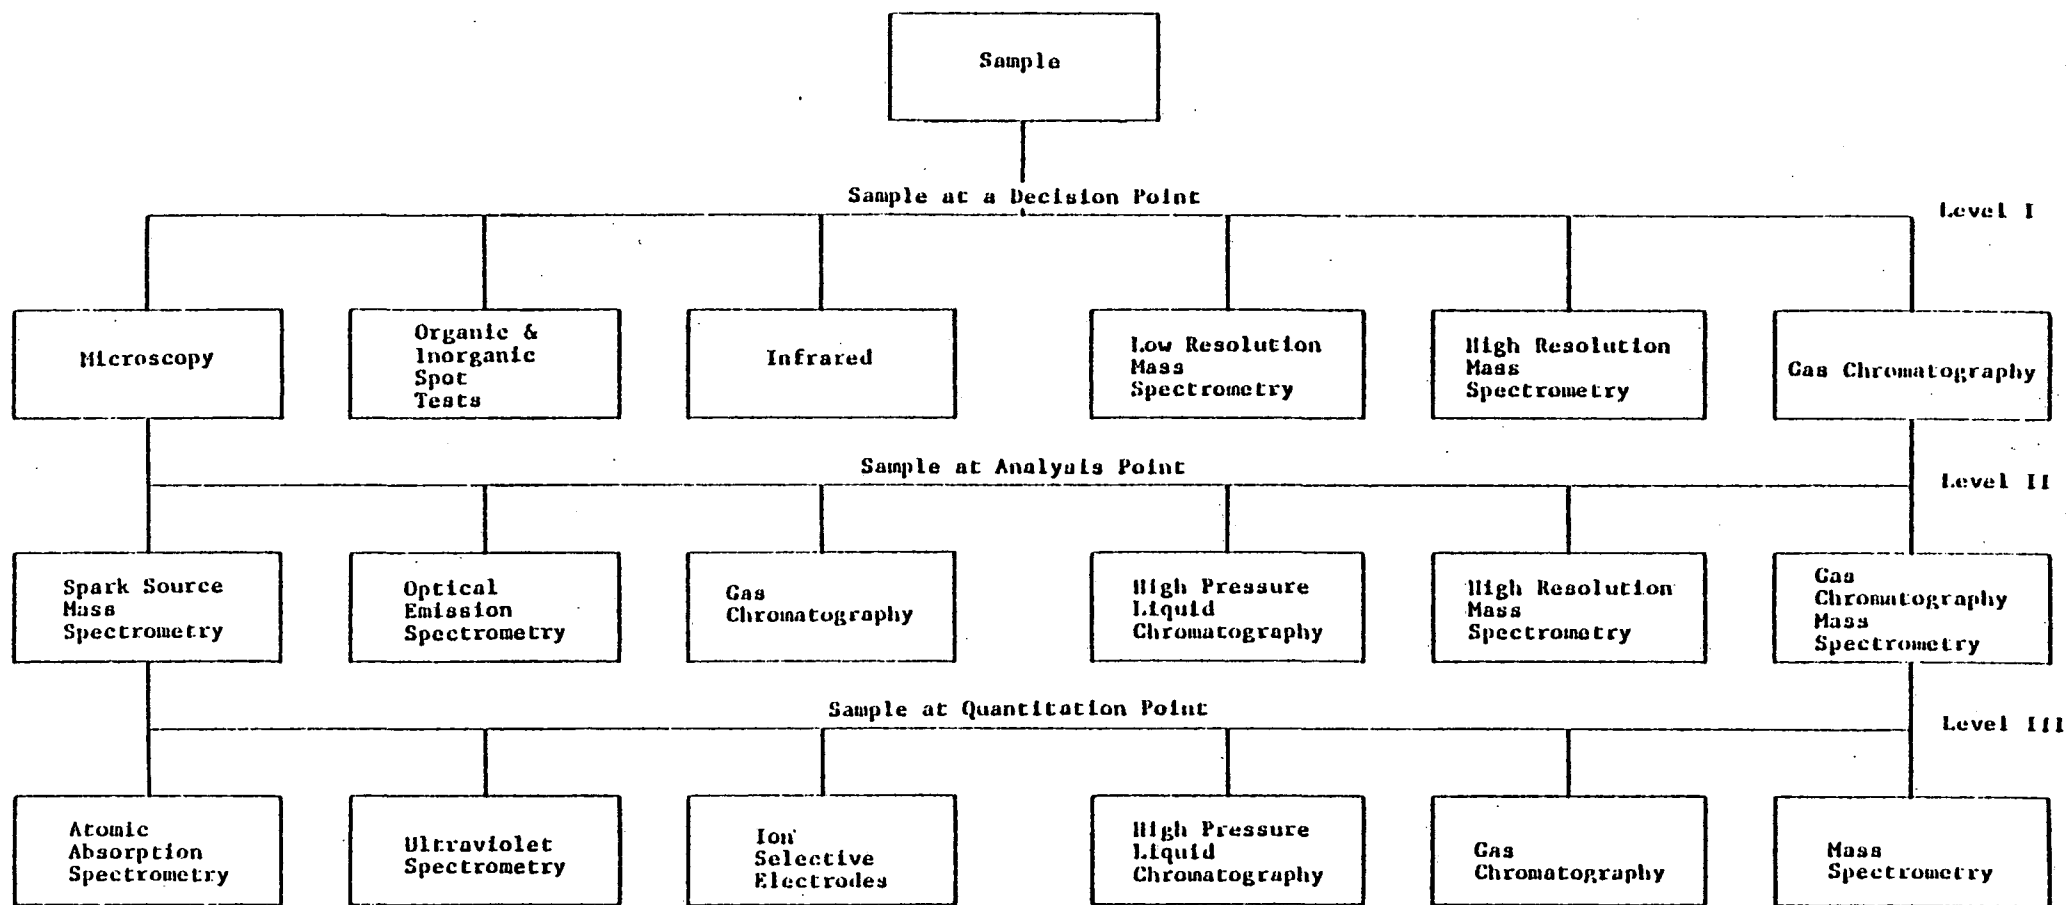 Sample
Sample at a Decision Point
Level I
Microscopy
Organic &
Inorganic
Spot
Tests
Infrared
Low Resolution
Mass
Spectrometry
High Resolution
Mass
Spectrometry
Gas Chromatography
Sample at Analysis Point
Level II
Spark Source
Mass
Spectrometry
Optical
Emission
Spectrometry
Gas
Chromatography
High Pressure
Liquid
Chromatography
High Resolution
Mass
Spectrometry
Gas
Chromatography
Mass
Spectrometry
Sample at Quantitation Point
Level III
Atomic
Absorption
Spectrometry
Ultraviolet
Spectrometry
Ion
Selective
Electrodes
High Pressure
Liquid
Chromatography
Gas
Chromatography
Mass
Spectrometry